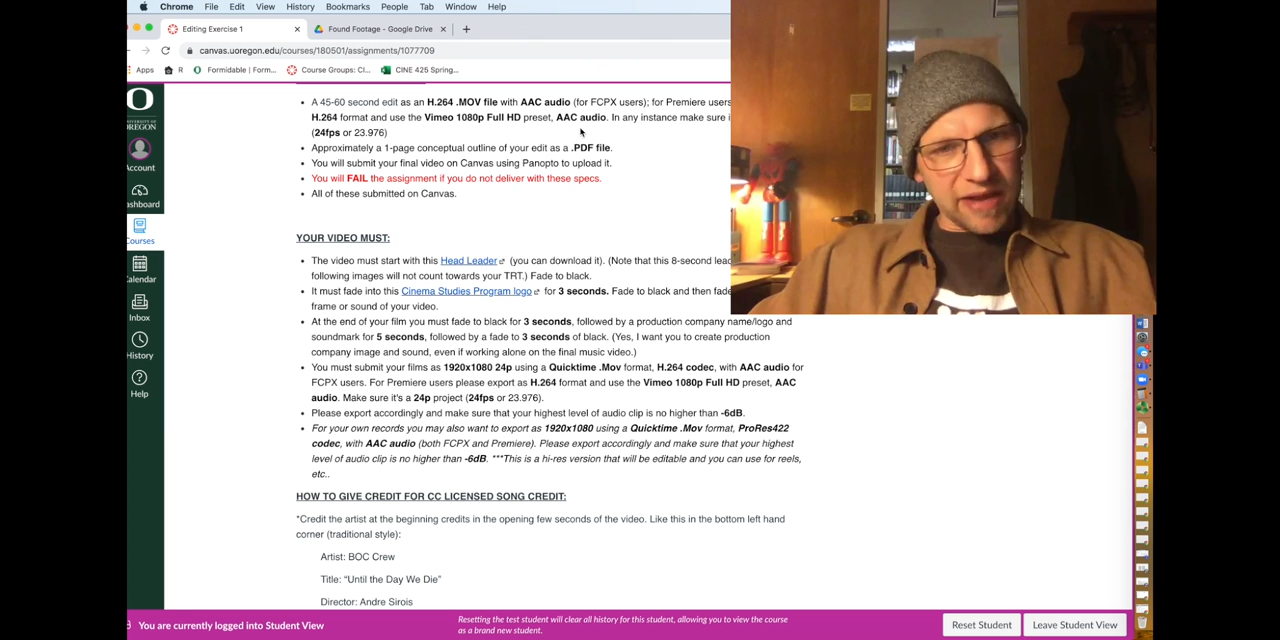 Chrome File Edit View History Bookmarks People Tab Window Help
Editing Exercise 1 Found Footage - Google Drive
canvas.uoregon.edu/courses/180501/assignments/1077709
Apps R Formidable | Form... Course Groups: CI... CINE 425 Spring...
UNIVERSITY OF OREGON
Account
ashboard
Courses
Calendar
Inbox
History
Help
• A 45-60 second edit as an H.264 .MOV file with AAC audio (for FCPX users); for Premiere users
H.264 format and use the Vimeo 1080p Full HD preset, AAC audio. In any instance make sure
(24fps or 23.976)
• Approximately a 1-page conceptual outline of your edit as a .PDF file.
• You will submit your final video on Canvas using Panopto to upload it.
• You will FAIL the assignment if you do not deliver with these specs.
• All of these submitted on Canvas.
YOUR VIDEO MUST:
• The video must start with this Head Leader (you can download it). (Note that this 8-second
following images will not count towards your TRT.) Fade to black.
• It must fade into this Cinema Studies Program logo for 3 seconds. Fade to black and then fade
frame or sound of your video.
• At the end of your film you must fade to black for 3 seconds, followed by a production company name/logo and
soundmark for 5 seconds, followed by a fade to 3 seconds of black. (Yes, I want you to create production
company image and sound, even if working alone on the final music video.)
• You must submit your films as 1920x1080 24p using a Quicktime .Mov format, H.264 codec, with AAC audio for
FCPX users. For Premiere users please export as H.264 format and use the Vimeo 1080p Full HD preset, AAC
audio. Make sure it's a 24p project (24fps or 23.976).
• Please export accordingly and make sure that your highest level of audio clip is no higher than -6dB.
• For your own records you may also want to export as 1920x1080 using a Quicktime .Mov format, ProRes422
codec, with AAC audio (both FCPX and Premiere). Please export accordingly and make sure that your highest
level of audio clip is no higher than -6dB. ***This is a hi-res version that will be editable and you can use for reels,
etc..
HOW TO GIVE CREDIT FOR CC LICENSED SONG CREDIT:
*Credit the artist at the beginning credits in the opening few seconds of the video. Like this in the bottom left hand
corner (traditional style):
Artist: BOC Crew
Title: “Until the Day We Die”
Director: Andre Sirois
You are currently logged into Student View
Resetting the test student will clear all history for this student, allowing you to view the course
as a brand new student.
Reset Student Leave Student View